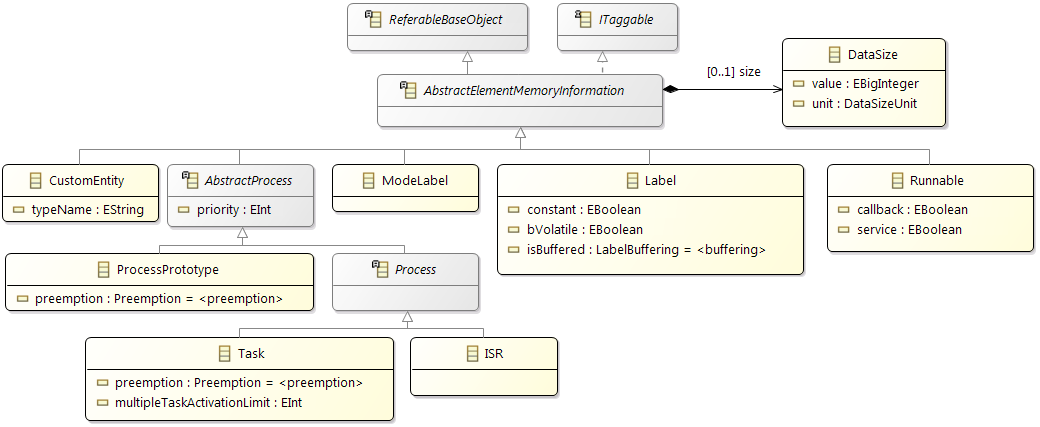 ReferableBaseObject
ITaggable
AbstractElementMemoryInformation
[0..1] size
DataSize
value : EBigInteger
unit : DataSizeUnit
CustomEntity
typeName : EString
AbstractProcess
priority : EInt
ModeLabel
Label
constant : EBoolean
bVolatile : EBoolean
isBuffered : LabelBuffering = <buffering>
Runnable
callback : EBoolean
service : EBoolean
ProcessPrototype
preemption : Preemption = <preemption>
Process
Task
preemption : Preemption = <preemption>
multipleTaskActivationLimit : EInt
ISR